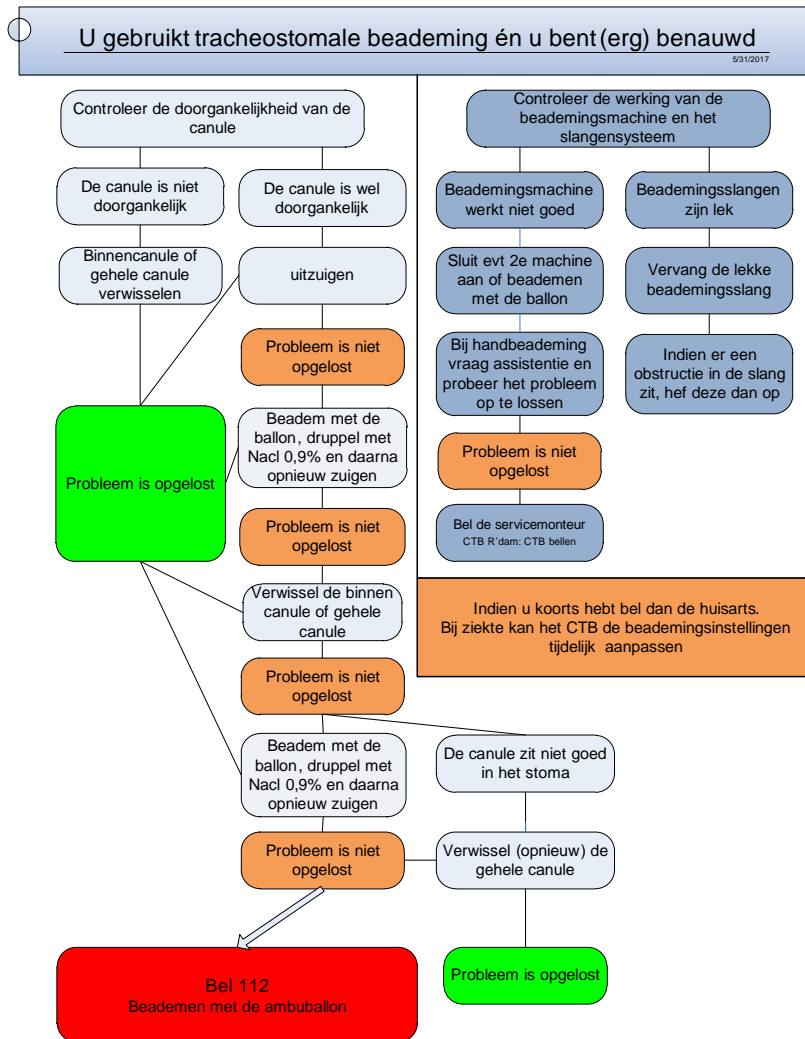 U gebruikt tracheostomale beademing én u bent (erg) benauwd
5/31/2017
Controleer de doorgankelijkheid van de
canule
De canule is niet
doorgankelijk
De canule is wel
doorgankelijk
Binnencanule of
gehele canule
verwisselen
uitzuigen
Probleem is niet
opgelost
Probleem is opgelost
Beadem met de
ballon, druppel met
Nacl 0,9% en daarna
opnieuw zuigen
Probleem is niet
opgelost
Verwissel de binnen
canule of gehele
canule
Probleem is niet
opgelost
Beadem met de
ballon, druppel met
Nacl 0,9% en daarna
opnieuw zuigen
De canule zit niet goed
in het stoma
Probleem is niet
opgelost
Verwissel (opnieuw) de
gehele canule
Bel 112
Beademen met de ambuballon
Probleem is opgelost
Controleer de werking van de
beademingsmachine en het
slangensysteem
Beademingsmachine
werkt niet goed
Beademingsslangen
zijn lek
Sluit evt 2e machine
aan of beademen
met de ballon
Vervang de lekke
beademingsslang
Bij handbeademing
vraag assistentie en
probeer het probleem
op te lossen
Indien er een
obstructie in de slang
zit, hef deze dan op
Probleem is niet
opgelost
Bel de servicemonteur
CTB R`dam: CTB bellen
Indien u koorts hebt bel dan de huisarts.
Bij ziekte kan het CTB de beademingsinstellingen
tijdelijk aanpassen